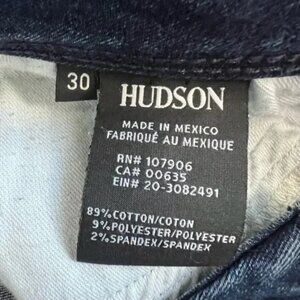 30
HUDSON
MADE IN MEXICO
FABRIQUÉ AU MEXIQUE
RN# 107906
CA# 00635
EIN# 20-3082491
89% COTTON/COTON
9% POLYESTER/POLYESTER
2% SPANDEX/SPANDEX